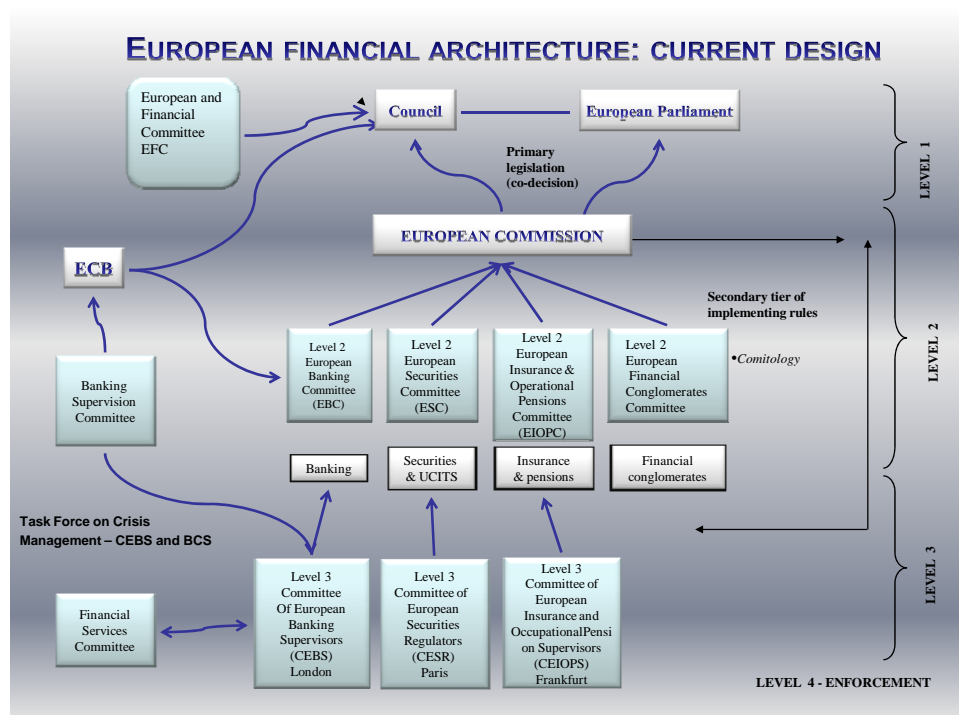 EUROPEAN FINANCIAL ARCHITECTURE: CURRENT DESIGN
European and
Financial
Committee
EFC
Council
European Parliament
Primary
legislation
(co-decision)
LEVEL 1
EUROPEAN COMMISSION
ECB
Secondary tier of
implementing rules
•Comitology
LEVEL 2
Level 2
European
Banking
Committee
(EBC)
Level 2
European
Securities
Committee
(ESC)
Level 2
European
Insurance &
Operational
Pensions
Committee
(EIOPC)
Level 2
European
Financial
Conglomerates
Committee
Banking
Supervision
Committee
Banking
Securities
& UCITS
Insurance
& pensions
Financial
conglomerates
Task Force on Crisis
Management – CEBS and BCS
Level 3
Committee
Of European
Banking
Supervisors
(CEBS)
London
Level 3
Committee of
European
Securities
Regulators
(CESR)
Paris
Level 3
Committee of
European
Insurance and
OccupationalPensi
on Supervisors
(CEIOPS)
Frankfurt
LEVEL 3
Financial
Services
Committee
LEVEL 4 - ENFORCEMENT